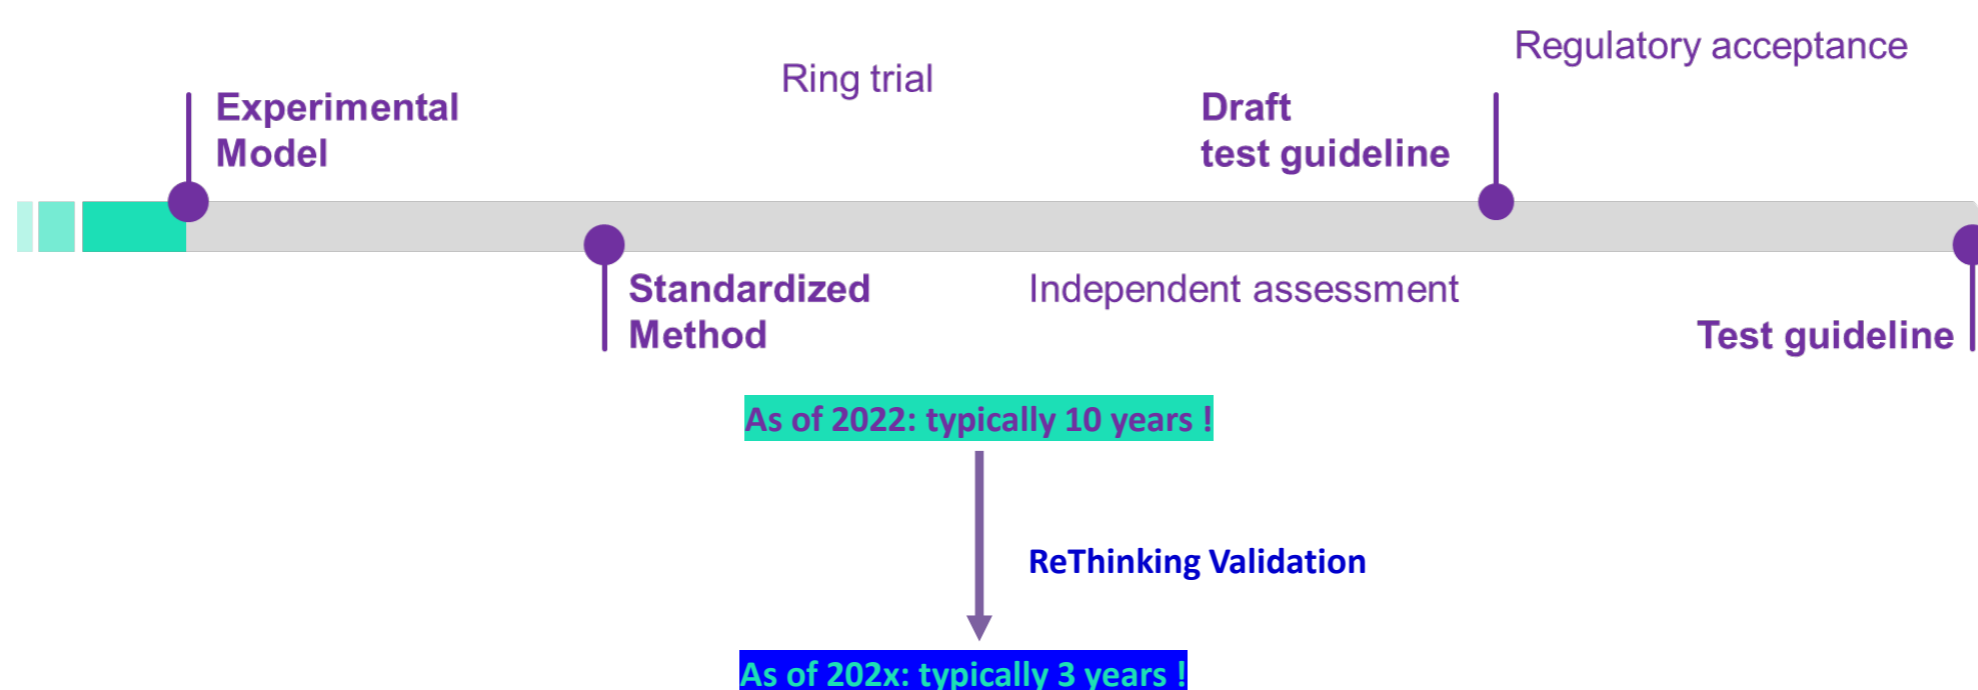 Regulatory acceptance
Ring trial
Experimental
Model
Draft
test guideline
Standardized
Method
Independent assessment
Test guideline
As of 2022: typically 10 years !
ReThinking Validation
As of 202x: typically 3 years !